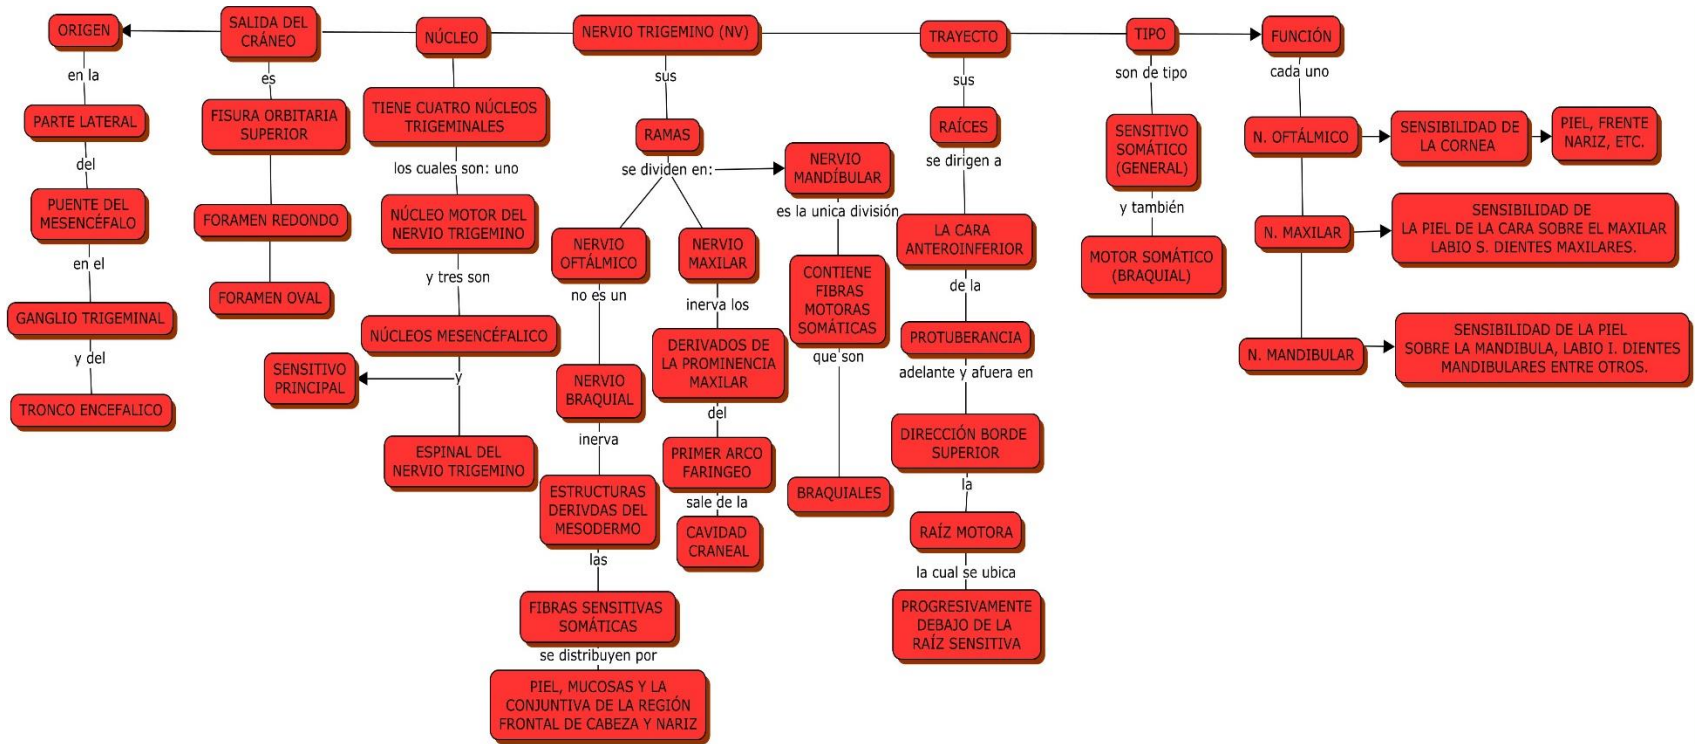 ORIGEN
en la
PARTE LATERAL
del
PUENTE DEL
MESENCÉFALO
en el
GANGLIO TRIGEMINAL
y del
TRONCO ENCEFALICO
SALIDA DEL
CRÁNEO
es
FISURA ORBITARIA
SUPERIOR
FORAMEN REDONDO
FORAMEN OVAL
NÚCLEO
TIENE CUATRO NÚCLEOS
TRIGEMINALES
los cuales son: uno
NÚCLEO MOTOR DEL
NERVIO TRIGEMINO
y tres son
NÚCLEOS MESENCÉFALICO
y
SENSITIVO
PRINCIPAL
ESPINAL DEL
NERVIO TRIGEMINO
NERVIO TRIGEMINO (NV)
sus
RAMAS
se dividen en:
NERVIO
OFTÁLMICO
no es un
NERVIO
BRAQUIAL
inerva
ESTRUCTURAS
DERIVDAS DEL
MESODERMO
las
FIBRAS SENSITIVAS
SOMÁTICAS
se distribuyen por
PIEL, MUCOSAS Y LA
CONJUNTIVA DE LA REGIÓN
FRONTAL DE CABEZA Y NARIZ
NERVIO
MAXILAR
inerva los
DERIVADOS DE
LA PROMINENCIA
MAXILAR
del
PRIMER ARCO
FARINGEO
sale de la
CAVIDAD
CRANEAL
NERVIO
MANDÍBULAR
es la unica división
CONTIENE
FIBRAS
MOTORAS
SOMÁTICAS
que son
BRAQUIALES
TRAYECTO
sus
RAÍCES
se dirigen a
LA CARA
ANTEROINFERIOR
de la
PROTUBERANCIA
adelante y afuera en
DIRECCIÓN BORDE
SUPERIOR
la
RAÍZ MOTORA
la cual se ubica
PROGRESIVAMENTE
DEBAJO DE LA
RAÍZ SENSITIVA
TIPO
son de tipo
SENSITIVO
SOMÁTICO
(GENERAL)
y también
MOTOR SOMÁTICO
(BRAQUIAL)
FUNCIÓN
cada uno
N. OFTÁLMICO
SENSIBILIDAD DE
LA CORNEA
PIEL, FRENTE
NARIZ, ETC.
N. MAXILAR
SENSIBILIDAD DE
LA PIEL DE LA CARA SOBRE EL MAXILAR
LABIO S. DIENTES MAXILARES.
N. MANDIBULAR
SENSIBILIDAD DE LA PIEL
SOBRE LA MANDIBULA, LABIO I. DIENTES
MANDIBULARES ENTRE OTROS.